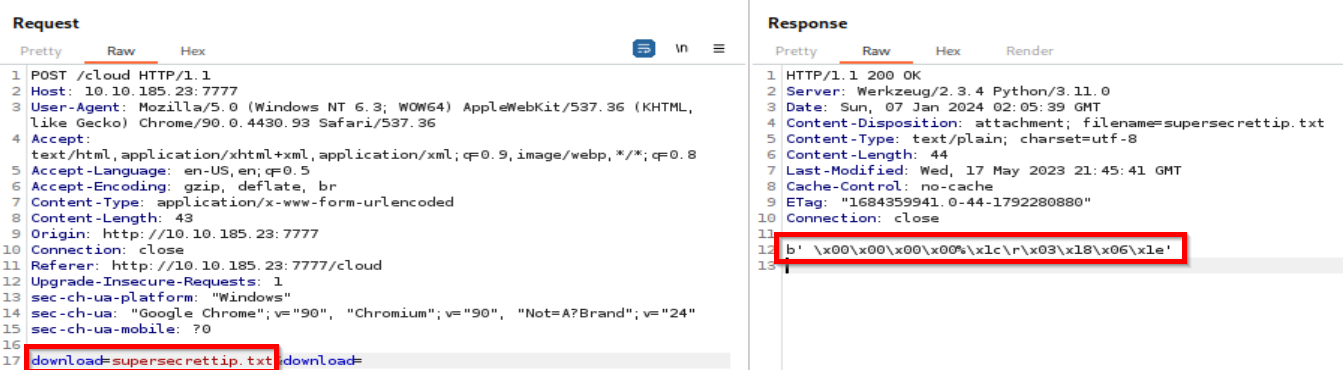 Request
Pretty Raw Hex
\n
1 POST /cloud HTTP/1.1
2 Host: 10.10.185.23:7777
3 User-Agent: Mozilla/5.0 (Windows NT 6.3; WOW64) AppleWebKit/537.36 (KHTML,
like Gecko) Chrome/90.0.4430.93 Safari/537.36
4 Accept:
text/html,application/xhtml+xml,application/xml;q=0.9,image/webp,*/*;q=0.8
5 Accept-Language: en-US,en;q=0.5
6 Accept-Encoding: gzip, deflate, br
7 Content-Type: application/x-www-form-urlencoded
8 Content-Length: 43
9 Origin: http://10.10.185.23:7777
10 Connection: close
11 Referer: http://10.10.185.23:7777/cloud
12 Upgrade-Insecure-Requests: 1
13 sec-ch-ua-platform: "Windows"
14 sec-ch-ua: "Google Chrome";v="90", "Chromium";v="90", "Not=A?Brand";v="24"
15 sec-ch-ua-mobile: ?0
16
17 download=supersecrettip.txt&download=
Response
Pretty Raw Hex Render
1 HTTP/1.1 200 OK
2 Server: Werkzeug/2.3.4 Python/3.11.0
3 Date: Sun, 07 Jan 2024 02:05:39 GMT
4 Content-Disposition: attachment; filename=supersecrettip.txt
5 Content-Type: text/plain; charset=utf-8
6 Content-Length: 44
7 Last-Modified: Wed, 17 May 2023 21:45:41 GMT
8 Cache-Control: no-cache
9 ETag: "1684359941.0-44-1792280880"
10 Connection: close
11
12 b' \x00\x00\x00\x00%\x1c\r\x03\x18\x06\x1e'
13